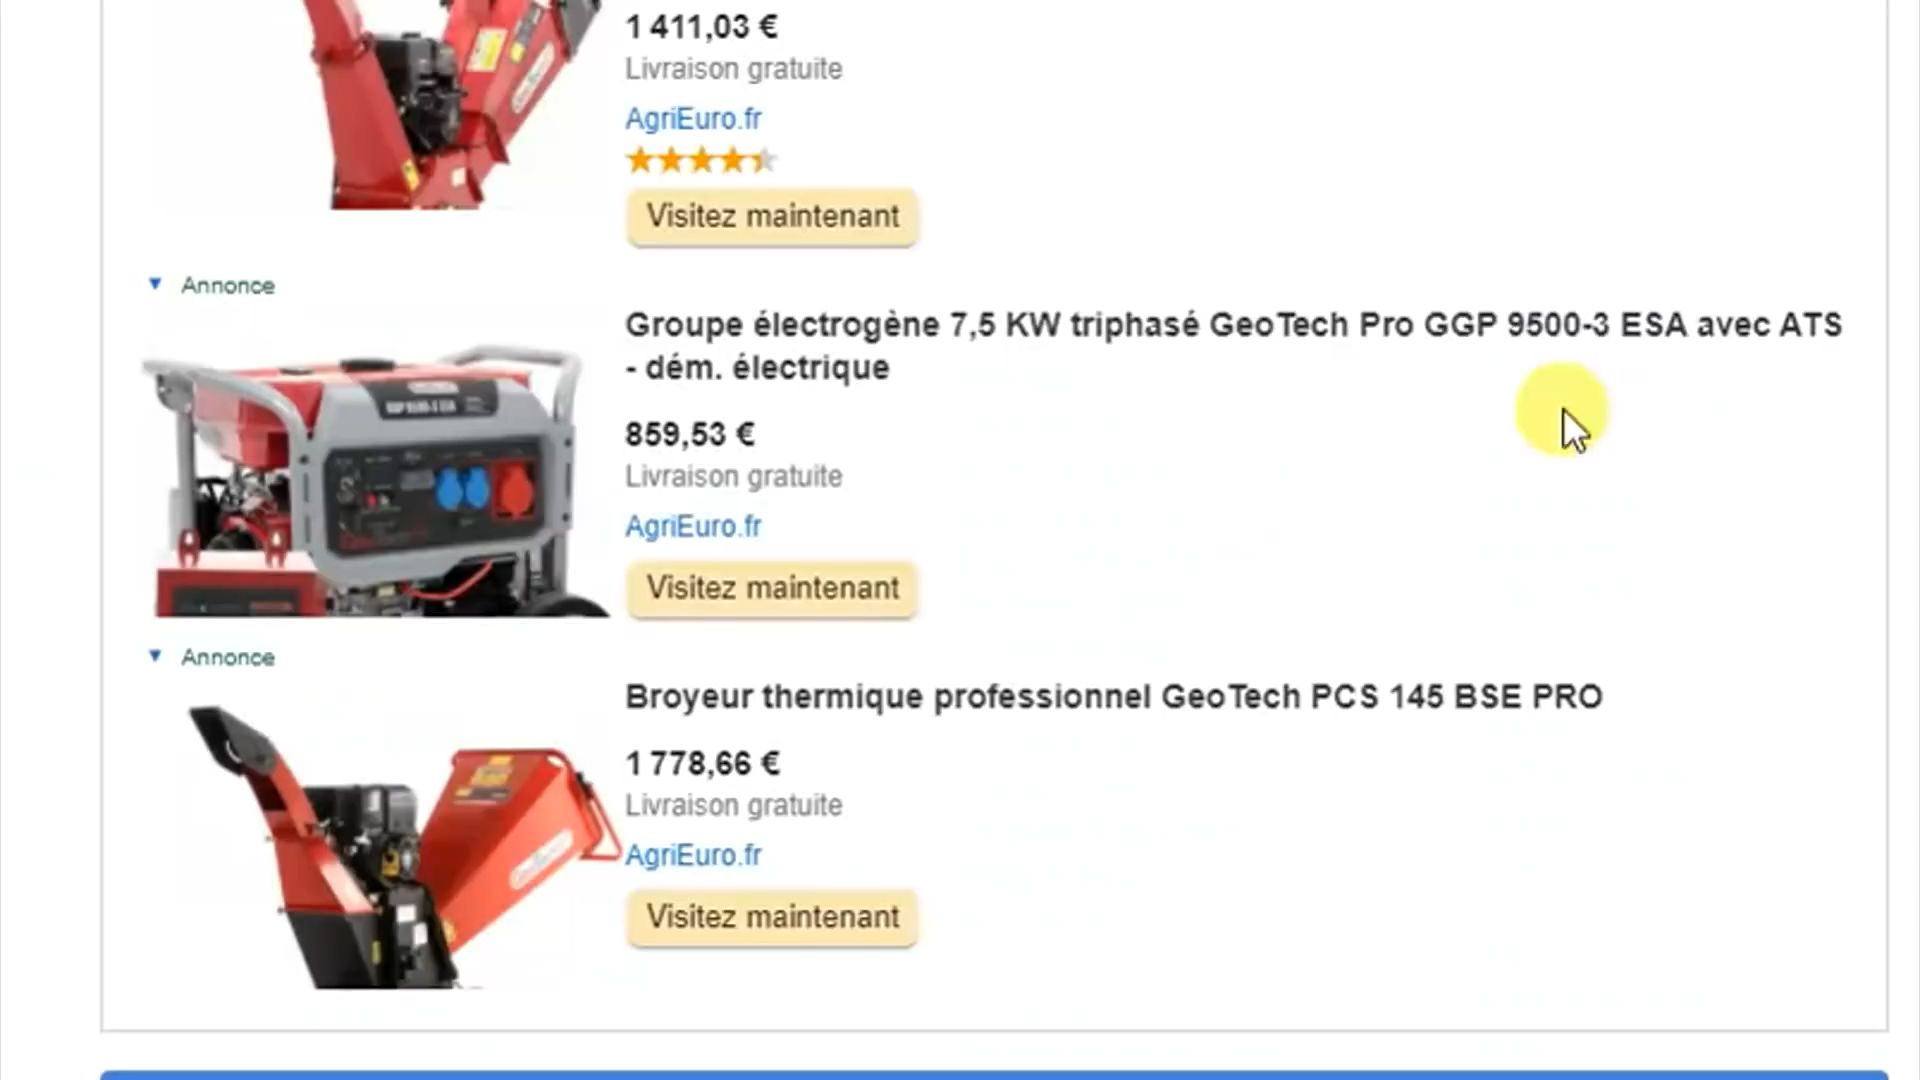 1 411,03 €
Livraison gratuite
AgriEuro.fr
Visitez maintenant
Annonce
Groupe électrogène 7,5 KW triphasé GeoTech Pro GGP 9500-3 ESA avec ATS
- dém. électrique
859,53 €
Livraison gratuite
AgriEuro.fr
Visitez maintenant
Annonce
Broyeur thermique professionnel GeoTech PCS 145 BSE PRO
1 778,66 €
Livraison gratuite
AgriEuro.fr
Visitez maintenant